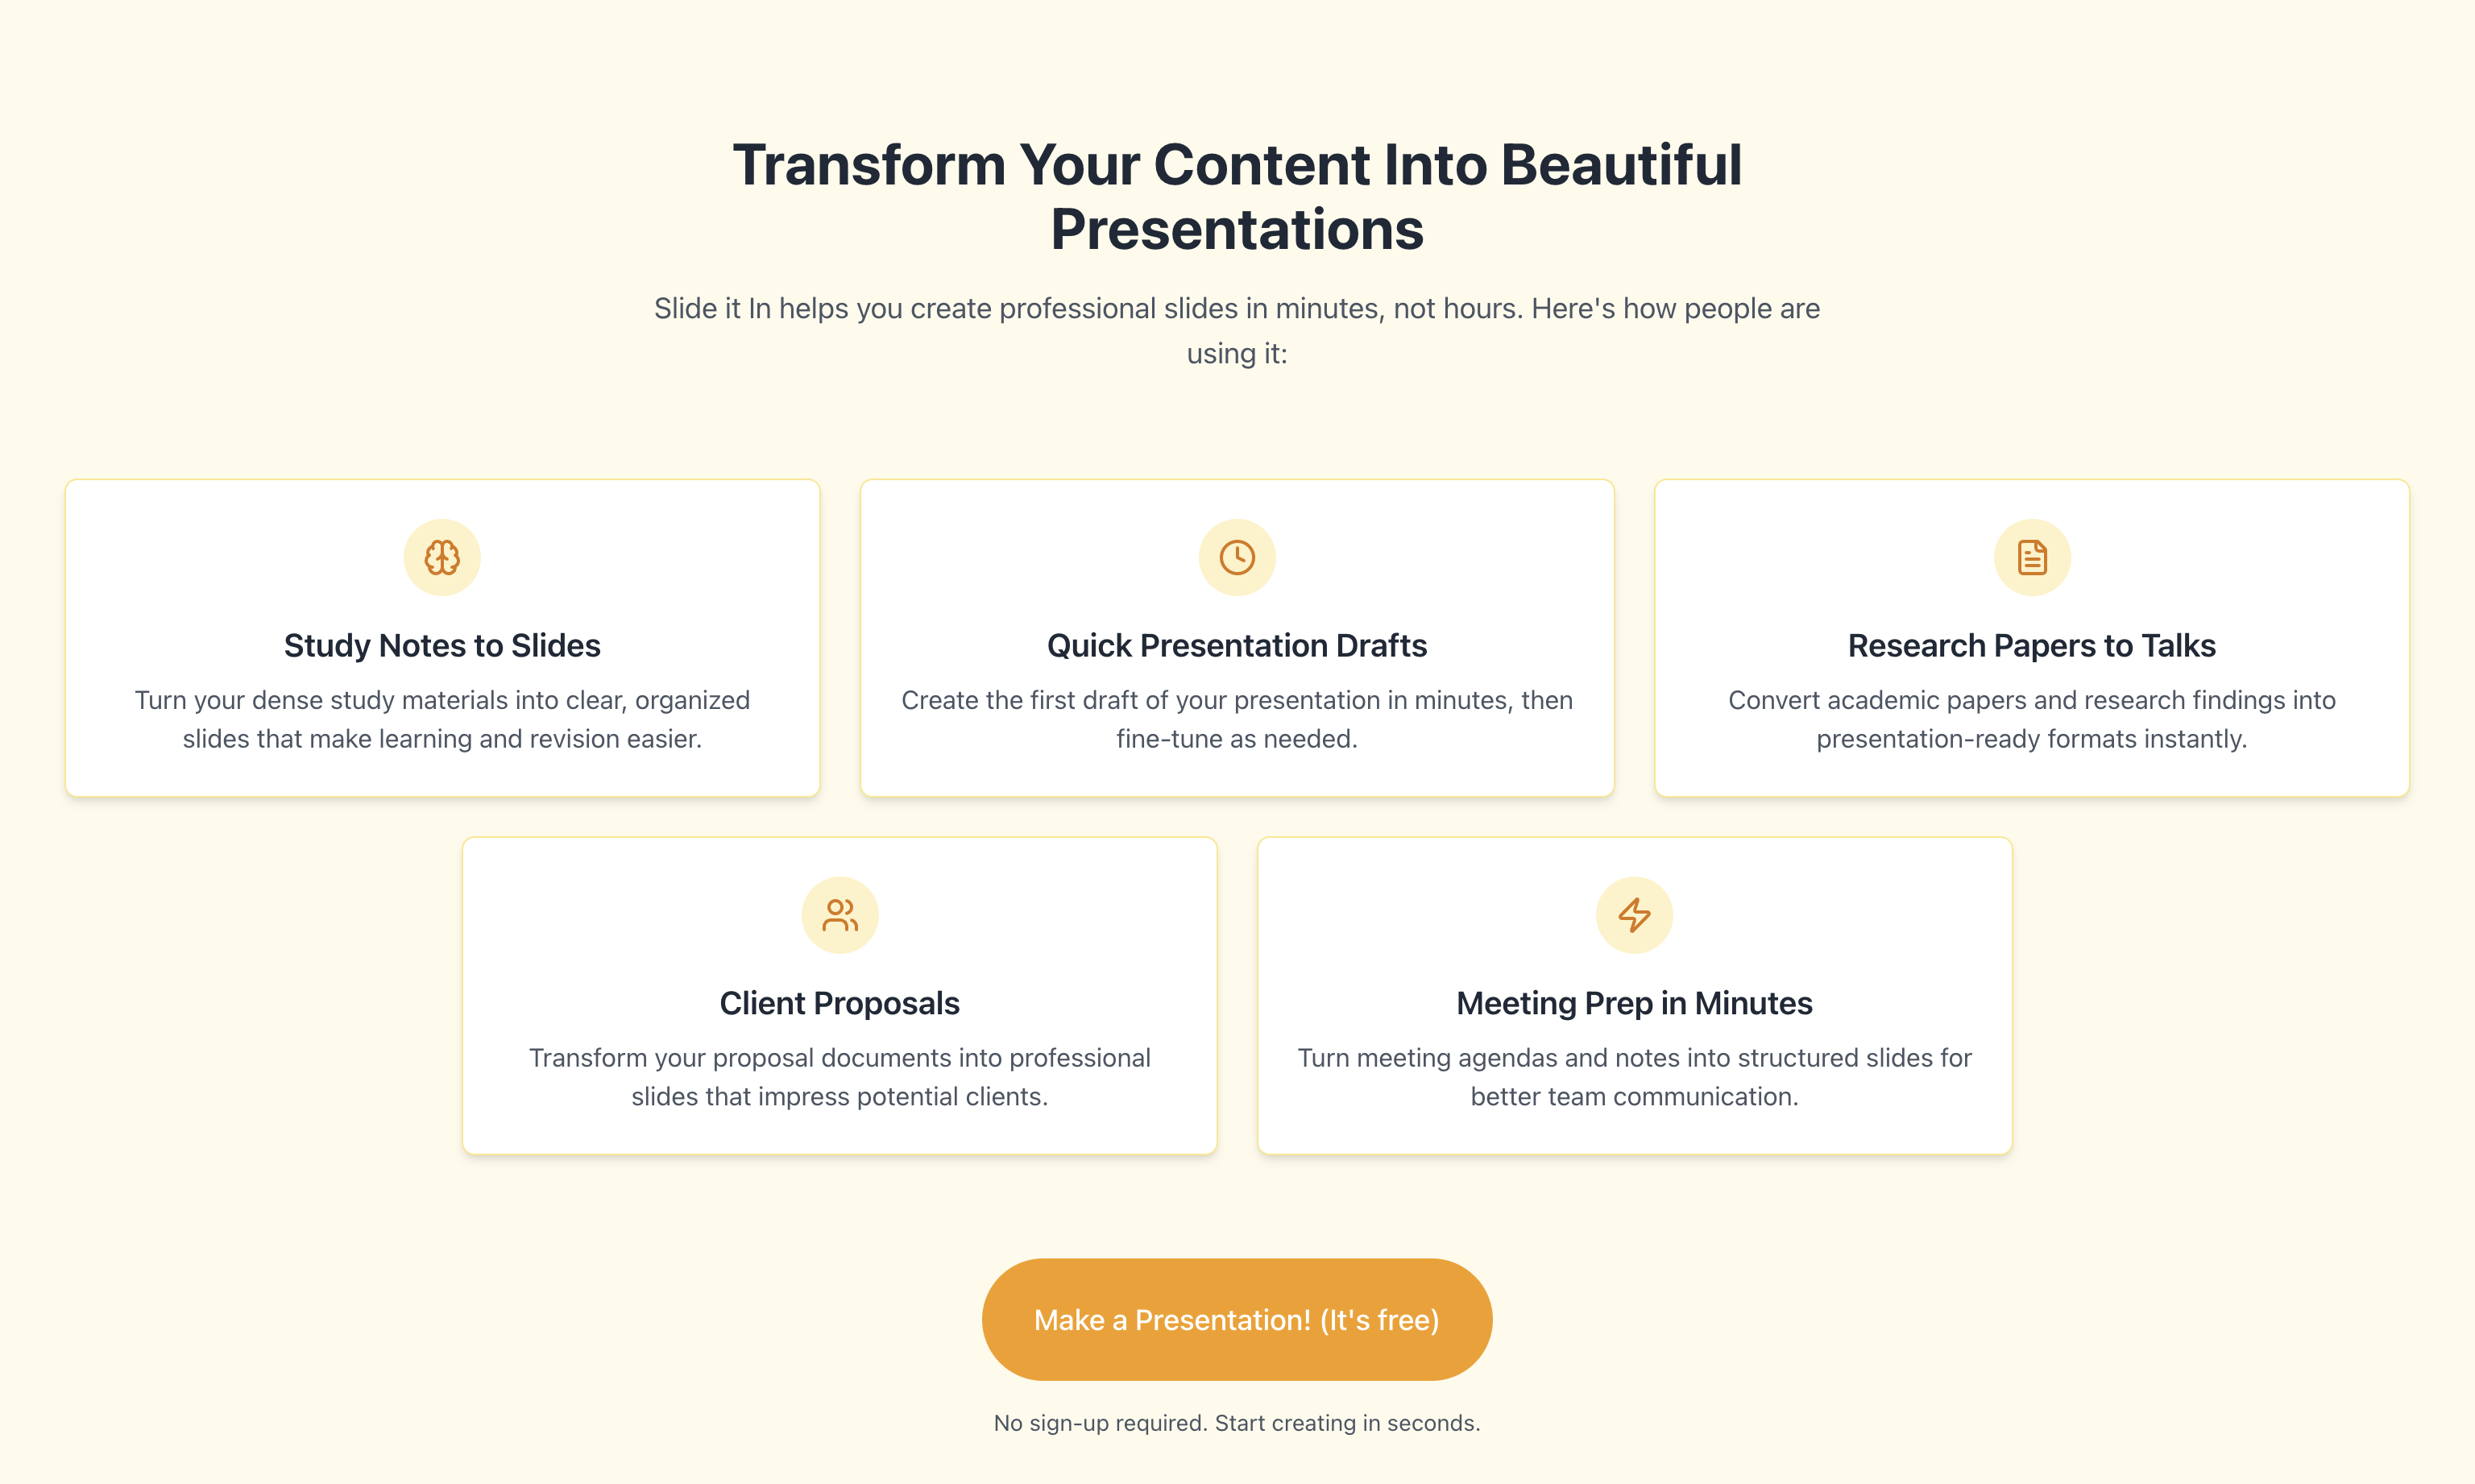 Transform Your Content Into Beautiful
Presentations
Slide it In helps you create professional slides in minutes, not hours. Here's how people are
using it:
Study Notes to Slides
Turn your dense study materials into clear, organized
slides that make learning and revision easier.
Quick Presentation Drafts
Create the first draft of your presentation in minutes, then
fine-tune as needed.
Research Papers to Talks
Convert academic papers and research findings into
presentation-ready formats instantly.
Client Proposals
Transform your proposal documents into professional
slides that impress potential clients.
Meeting Prep in Minutes
Turn meeting agendas and notes into structured slides for
better team communication.
Make a Presentation! (It's free)
No sign-up required. Start creating in seconds.